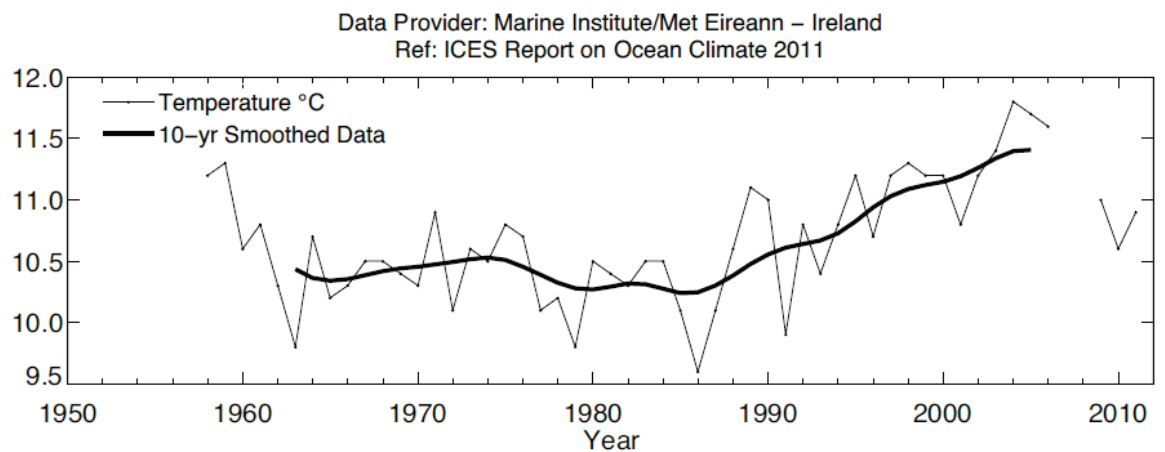 Data Provider: Marine Institute/Met Eireann − Ireland
Ref: ICES Report on Ocean Climate 2011
12.0
Temperature °C
10−yr Smoothed Data
11.5
11.0
10.5
10.0
9.5
1950 1960 1970 1980 1990 2000 2010
Year